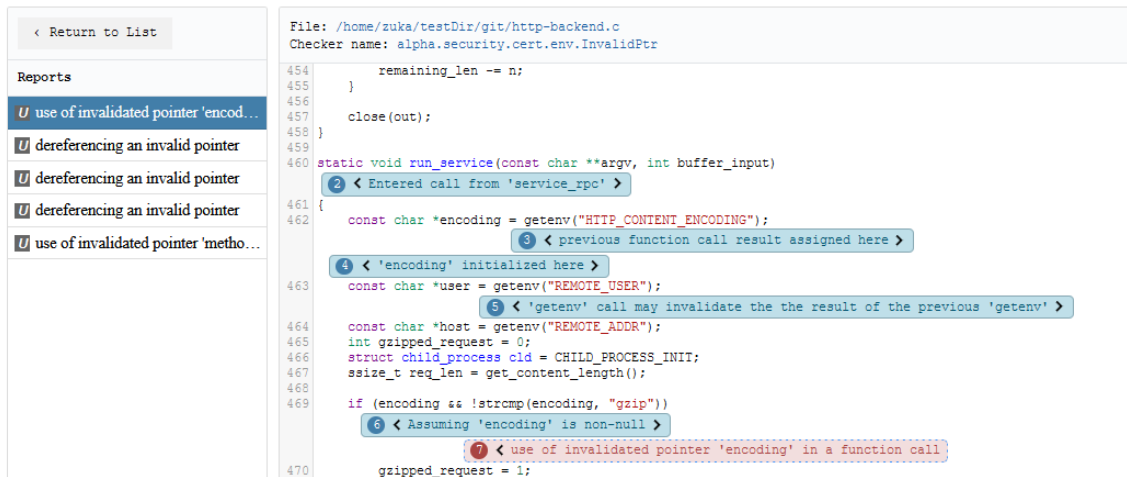 ‹ Return to List
Reports
U use of invalidated pointer 'encod...
U dereferencing an invalid pointer
U dereferencing an invalid pointer
U dereferencing an invalid pointer
U use of invalidated pointer 'metho...
File: /home/zuka/testDir/git/http-backend.c
Checker name: alpha.security.cert.env.InvalidPtr
454 remaining_len -= n;
455 }
456
457 close(out);
458 }
459
460 static void run_service(const char **argv, int buffer_input)
2 < Entered call from 'service_rpc' >
461 {
462 const char *encoding = getenv("HTTP_CONTENT_ENCODING");
3 < previous function call result assigned here >
4 < 'encoding' initialized here >
463 const char *user = getenv("REMOTE_USER");
5 < 'getenv' call may invalidate the the result of the previous 'getenv' >
464 const char *host = getenv("REMOTE_ADDR");
465 int gzipped_request = 0;
466 struct child_process cld = CHILD_PROCESS_INIT;
467 ssize_t req_len = get_content_length();
468
469 if (encoding && !strcmp(encoding, "gzip"))
6 < Assuming 'encoding' is non-null >
7 < use of invalidated pointer 'encoding' in a function call
470 gzipped_request = 1;